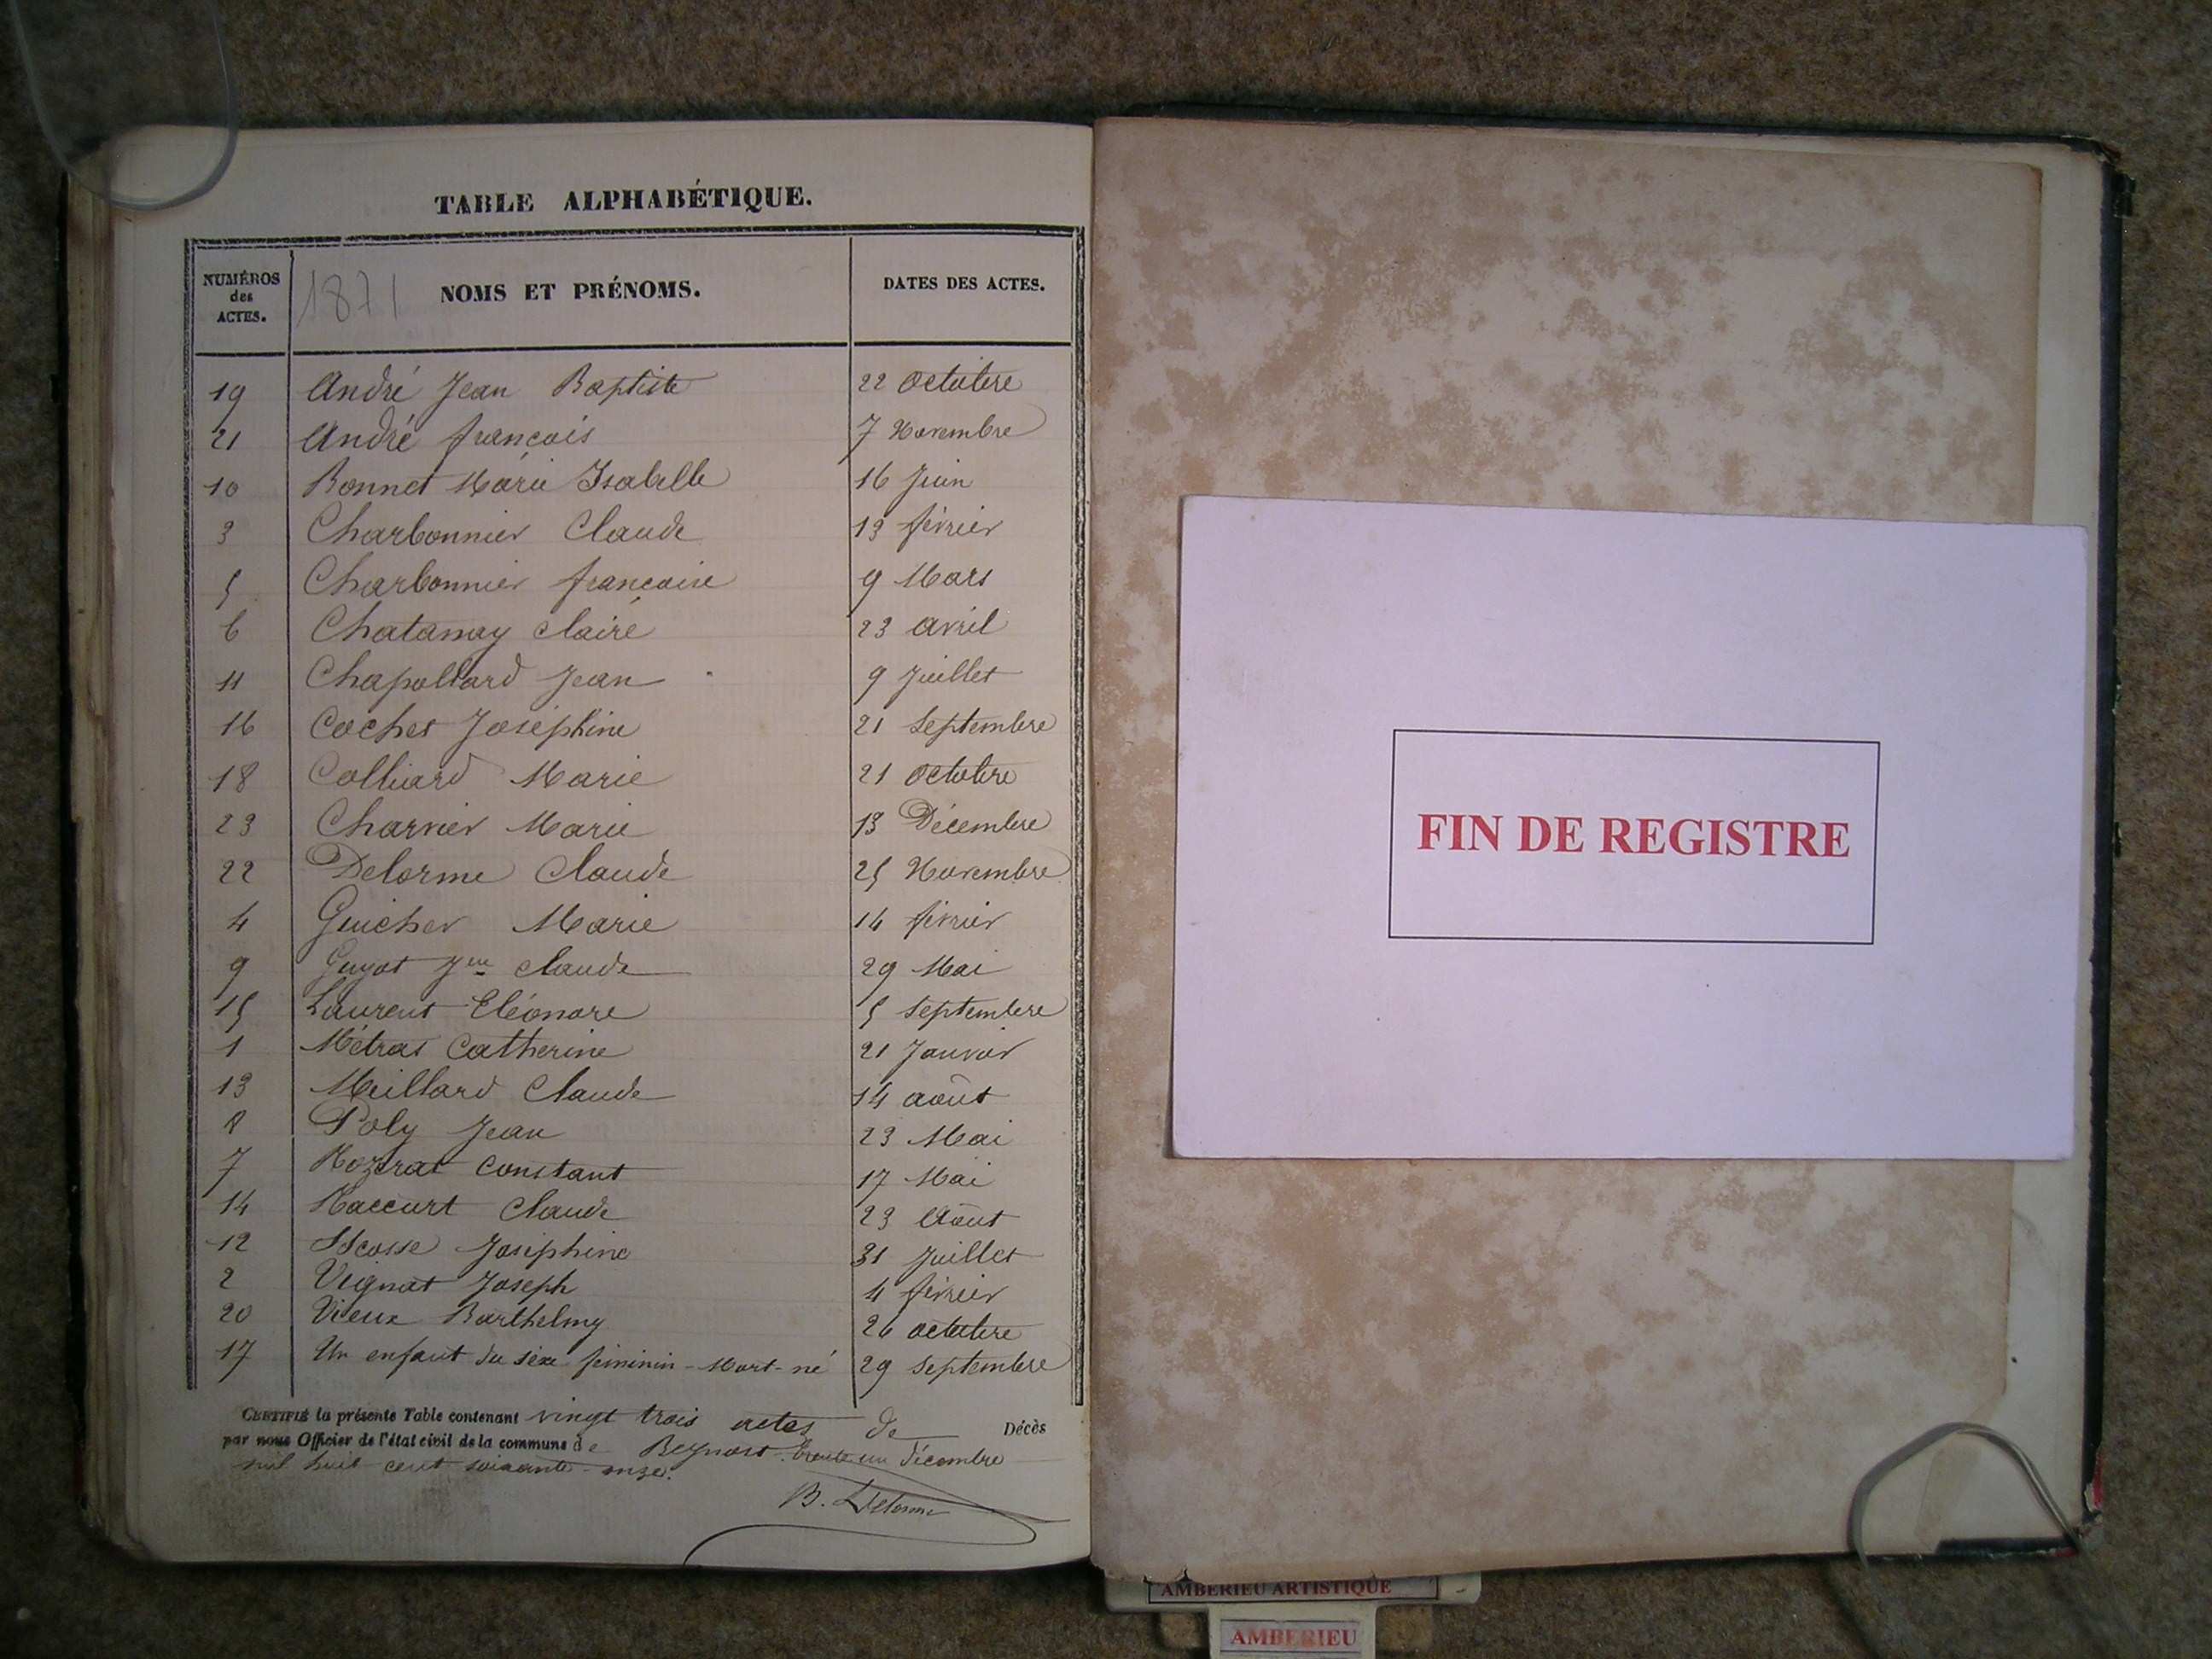 TABLE ALPHABÉTIQUE.
NUMÉROS des ACTES. 1871 NOMS ET PRÉNOMS. DATES DES ACTES.
19 André Jean Baptiste 22 Octobre
21 André françois 7 Novembre
10 Bonnet Marie Isabelle 16 Juin
3 Charbonnier Claude 13 février
5 Charbonnier françoise 9 Mars
6 Chatanay Claire 23 avril
11 Chapolard Jean 9 Juillet
16 Cochet Joséphine 21 Septembre
18 Colliard Marie 21 Octobre
23 Charvier Marie 13 Décembre
22 Delorme Claude 25 Novembre
4 Guicher Marie 14 février
9 Guyot Claude 29 Mai
15 Laurent Eléonore 5 Septembre
1 Métras Catherine 21 Janvier
13 Meillard Claude 14 août
8 Poly Jean 23 Mai
7 Rozerat Constant 17 Mai
14 Raccurt Claude 23 Août
12 Joséphine 31 Juillet
2 Vignat Joseph 4 février
20 Vieux Barthelmy 26 octobre
17 Un enfant du sexe féminin - Mort-né 29 Septembre
CERTIFIÉ la présente Table contenant vingt trois actes de Décès
par nous Officier de l'état civil de la commune de Beynost trente un Décembre
mil huit cent soixante-onze.
B. Delorme
FIN DE REGISTRE
AMBERIEU ARTISTIQUE
AMBERIEU